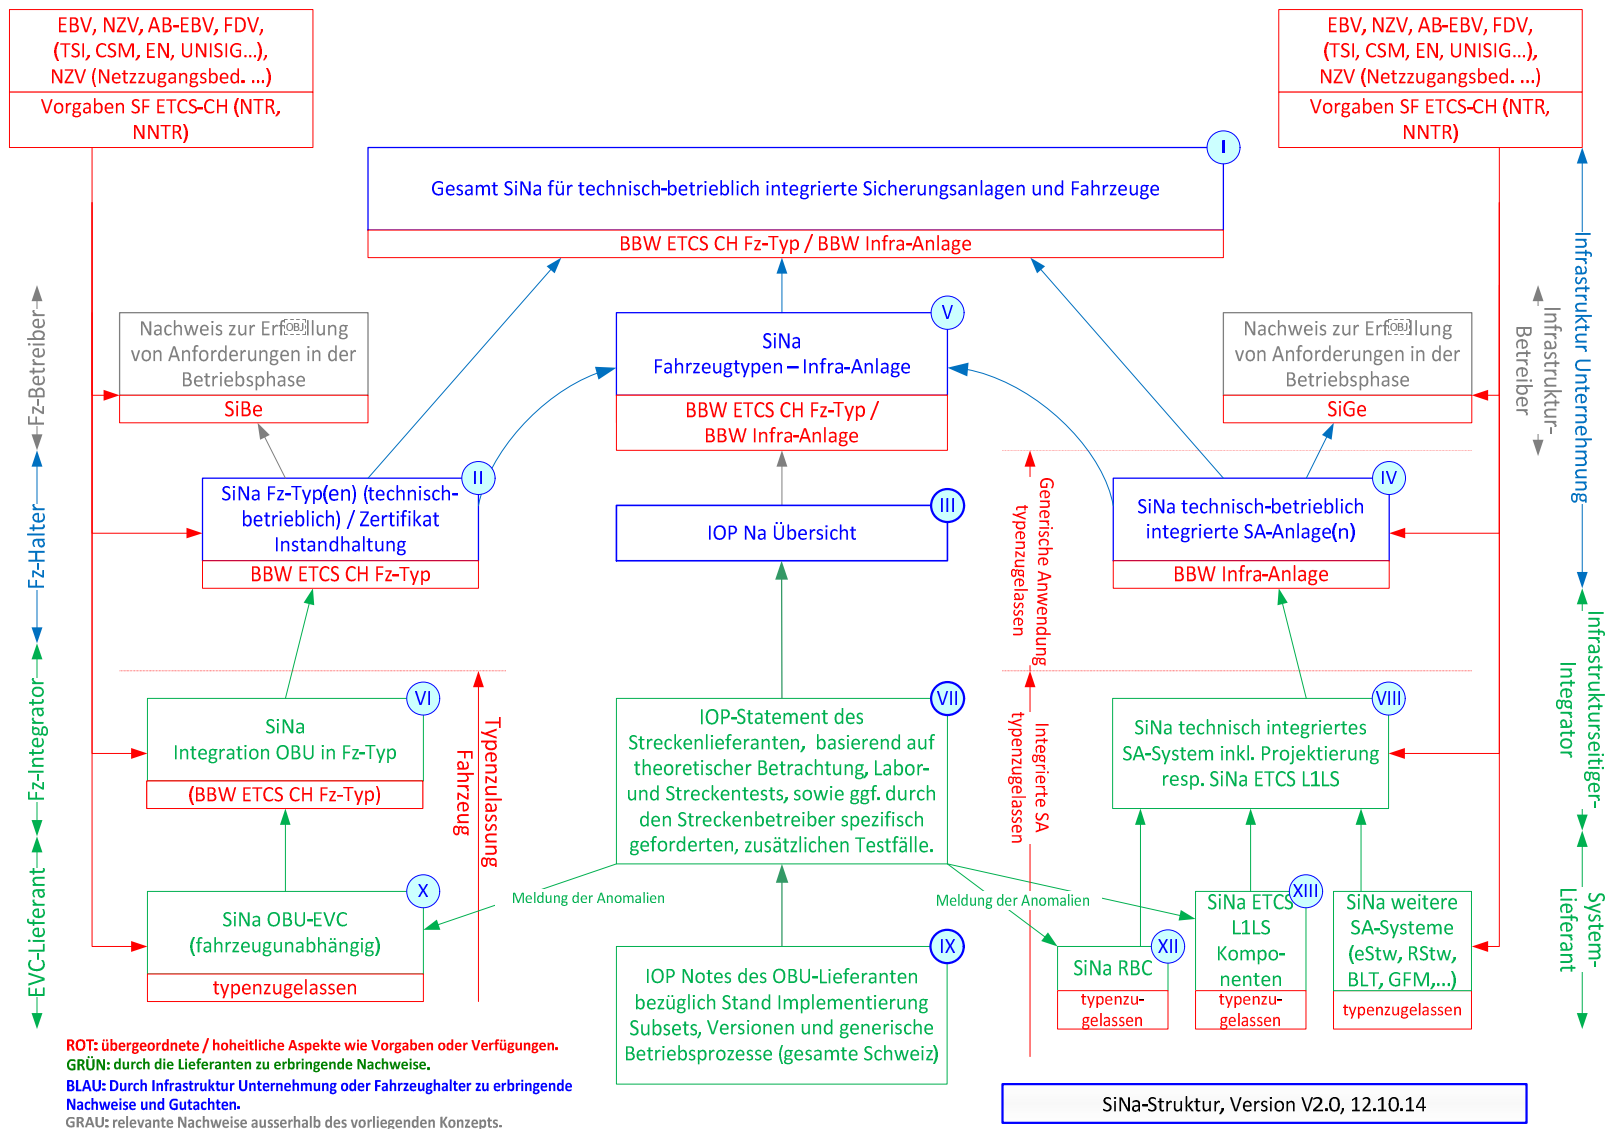 EBV, NZV, AB-EBV, FDV,
(TSI, CSM, EN, UNISIG...),
NZV (Netzzugangsbed. ...)
Vorgaben SF ETCS-CH (NTR,
NNTR)
EBV, NZV, AB-EBV, FDV,
(TSI, CSM, EN, UNISIG...),
NZV (Netzzugangsbed. ...)
Vorgaben SF ETCS-CH (NTR,
NNTR)
I
Gesamt SiNa für technisch-betrieblich integrierte Sicherungsanlagen und Fahrzeuge
BBW ETCS CH Fz-Typ / BBW Infra-Anlage
Fz-Betreiber
Fz-Halter
Fz-Integrator
EVC-Lieferant
Nachweis zur Erf￼llung
von Anforderungen in der
Betriebsphase
SiBe
V
SiNa
Fahrzeugtypen – Infra-Anlage
BBW ETCS CH Fz-Typ /
BBW Infra-Anlage
Nachweis zur Erf￼llung
von Anforderungen in der
Betriebsphase
SiGe
Infrastruktur-
Betreiber
Infrastruktur Unternehmung
II
SiNa Fz-Typ(en) (technisch-
betrieblich) / Zertifikat
Instandhaltung
BBW ETCS CH Fz-Typ
III
IOP Na Übersicht
Generische Anwendung
typenzugelassen
IV
SiNa technisch-betrieblich
integrierte SA-Anlage(n)
BBW Infra-Anlage
Infrastrukturseitiger-
Integrator
VI
SiNa
Integration OBU in Fz-Typ
(BBW ETCS CH Fz-Typ)
Typenzulassung
Fahrzeug
VII
IOP-Statement des
Streckenlieferanten, basierend auf
theoretischer Betrachtung, Labor-
und Streckentests, sowie ggf. durch
den Streckenbetreiber spezifisch
geforderten, zusätzlichen Testfälle.
Integrierte SA
typenzugelassen
VIII
SiNa technisch integriertes
SA-System inkl. Projektierung
resp. SiNa ETCS L1LS
Meldung der Anomalien
Meldung der Anomalien
X
SiNa OBU-EVC
(fahrzeugunabhängig)
typenzugelassen
IX
IOP Notes des OBU-Lieferanten
bezüglich Stand Implementierung
Subsets, Versionen und generische
Betriebsprozesse (gesamte Schweiz)
XII
SiNa RBC
typenzu-
gelassen
XIII
SiNa ETCS
L1LS
Kompo-
nenten
typenzu-
gelassen
SiNa weitere
SA-Systeme
(eStw, RStw,
BLT, GFM,...)
typenzugelassen
System-
Lieferant
ROT: übergeordnete / hoheitliche Aspekte wie Vorgaben oder Verfügungen.
GRÜN: durch die Lieferanten zu erbringende Nachweise.
BLAU: Durch Infrastruktur Unternehmung oder Fahrzeughalter zu erbringende
Nachweise und Gutachten.
GRAU: relevante Nachweise ausserhalb des vorliegenden Konzepts.
SiNa-Struktur, Version V2.0, 12.10.14